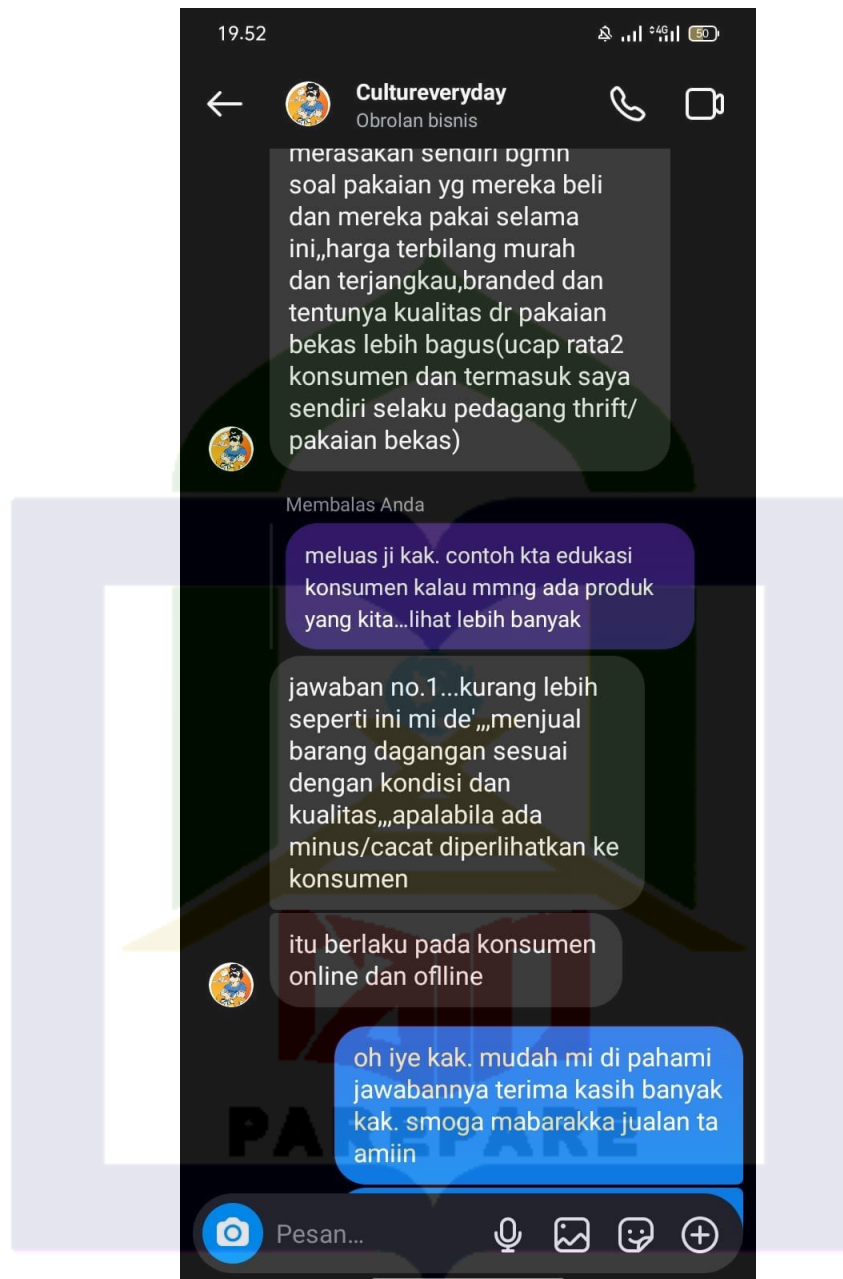 19.52
4G
50
Cultureveryday
Obrolan bisnis
merasakan sendiri bgmn
soal pakaian yg mereka beli
dan mereka pakai selama
ini,,harga terbilang murah
dan terjangkau,branded dan
tentunya kualitas dr pakaian
bekas lebih bagus(ucap rata2
konsumen dan termasuk saya
sendiri selaku pedagang thrift/
pakaian bekas)
Membalas Anda
meluas ji kak. contoh kta edukasi
konsumen kalau mmng ada produk
yang kita...lihat lebih banyak
jawaban no.1...kurang lebih
seperti ini mi de',,,menjual
barang dagangan sesuai
dengan kondisi dan
kualitas,,,apalabila ada
minus/cacat diperlihatkan ke
konsumen
itu berlaku pada konsumen
online dan oflline
oh iye kak. mudah mi di pahami
jawabannya terima kasih banyak
kak. smoga mabarakka jualan ta
amiin
PAREPARE
Pesan...